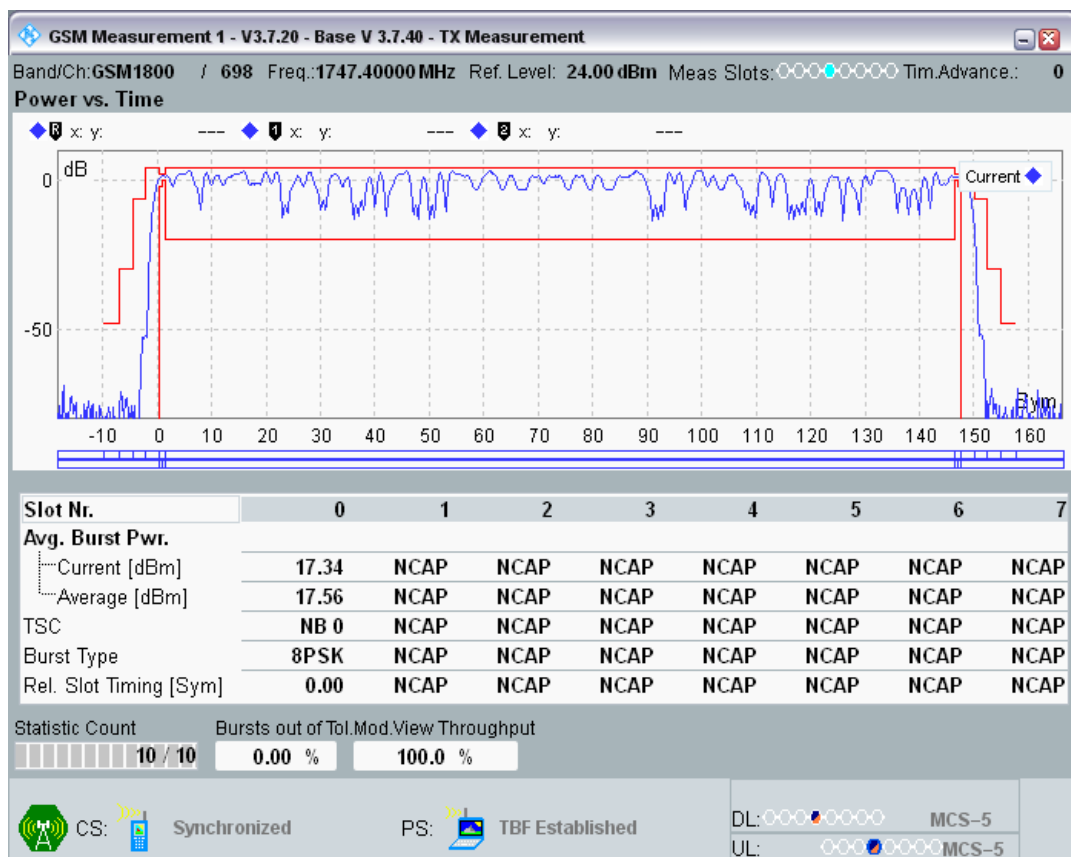 GSM Measurement 1 - V3.7.20 - Base V 3.7.40 - TX Measurement
Band/Ch:GSM1800 / 698 Freq.:1747.40000 MHz Ref. Level: 24.00 dBm Meas Slots: Tim.Advance.: 0
Power vs. Time
R x: y: --- 1 x: y: --- 2 x: y: ---
dB
Current
0
-50
Sym
-10 0 10 20 30 40 50 60 70 80 90 100 110 120 130 140 150 160
Slot Nr. 0 1 2 3 4 5 6 7
Avg. Burst Pwr.
Current [dBm] 17.34 NCAP NCAP NCAP NCAP NCAP NCAP NCAP
Average [dBm] 17.56 NCAP NCAP NCAP NCAP NCAP NCAP NCAP
TSC NB 0 NCAP NCAP NCAP NCAP NCAP NCAP NCAP
Burst Type 8PSK NCAP NCAP NCAP NCAP NCAP NCAP NCAP
Rel. Slot Timing [Sym] 0.00 NCAP NCAP NCAP NCAP NCAP NCAP NCAP
Statistic Count Bursts out of Tol.Mod.View Throughput
10 / 10 0.00 % 100.0 %
CS: Synchronized PS: TBF Established DL: MCS-5
UL: MCS-5